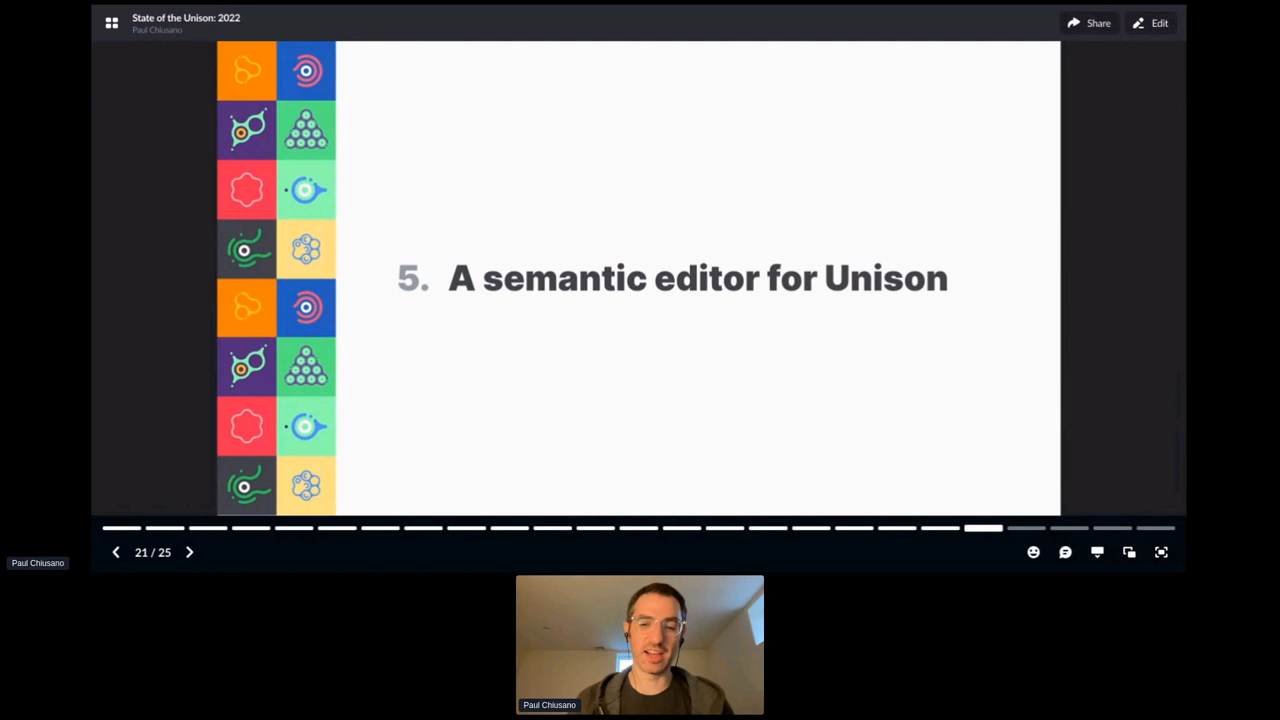 State of the Unison: 2022
Paul Chiusano
Share
Edit
5. A semantic editor for Unison
21 / 25
Paul Chiusano
Paul Chiusano